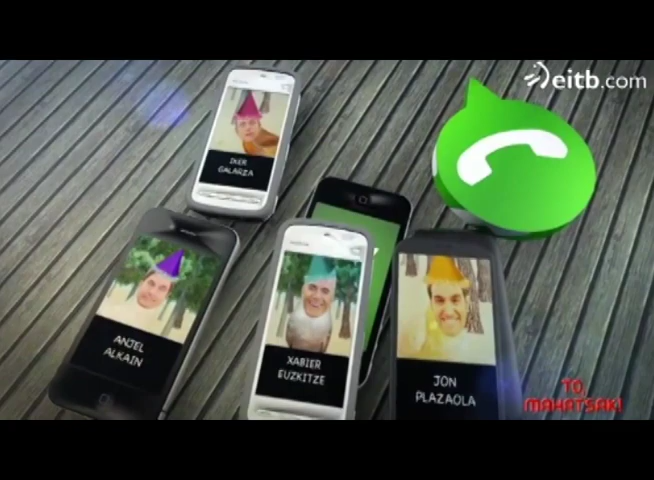 eitb.com
IKER
GALARZA
ANJEL
ALKAIN
XABIER
EUZKITZE
JON
PLAZAOLA
TO,
MAHATSAK!